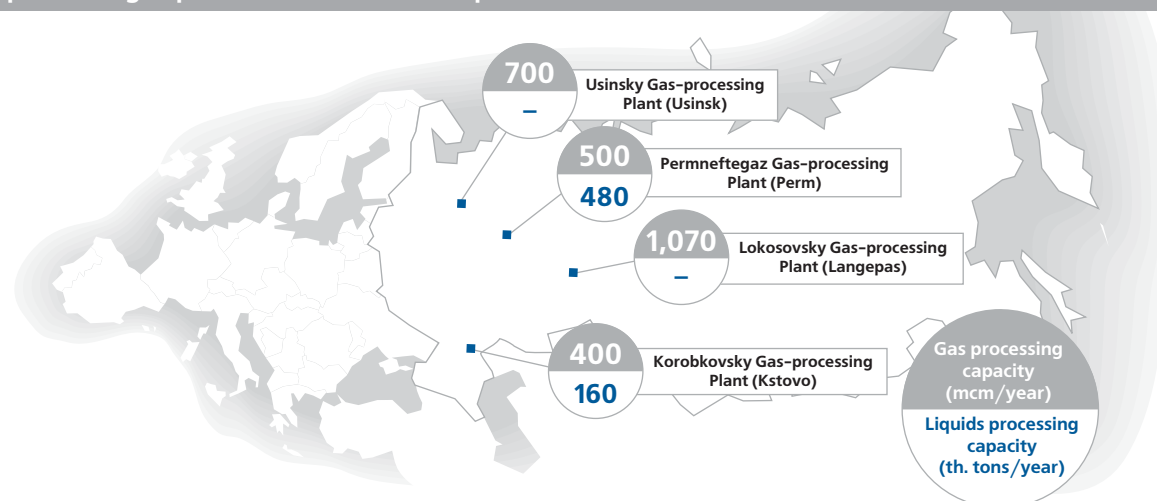 700
–
Usinsky Gas–processing
Plant (Usinsk)
500
480
Permneftegaz Gas–processing
Plant (Perm)
1,070
–
Lokosovsky Gas–processing
Plant (Langepas)
400
160
Korobkovsky Gas–processing
Plant (Kstovo)
Gas processing
capacity
(mcm/year)
Liquids processing
capacity
(th. tons/year)